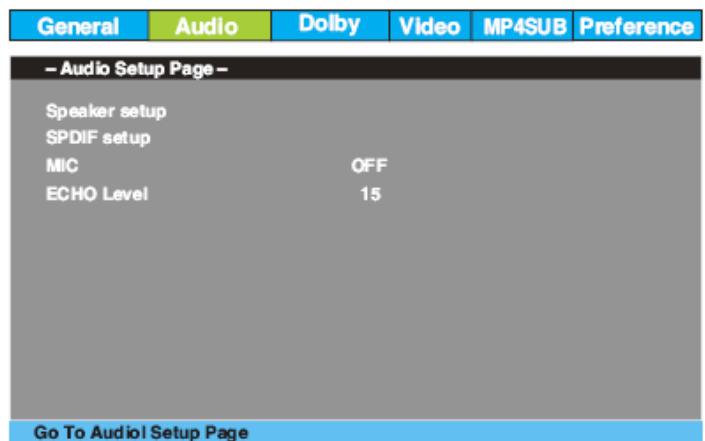 General Audio Dolby Video MP4SUB Preference
– Audio Setup Page –
Speaker setup
SPDIF setup
MIC OFF
ECHO Level 15
Go To Audiol Setup Page